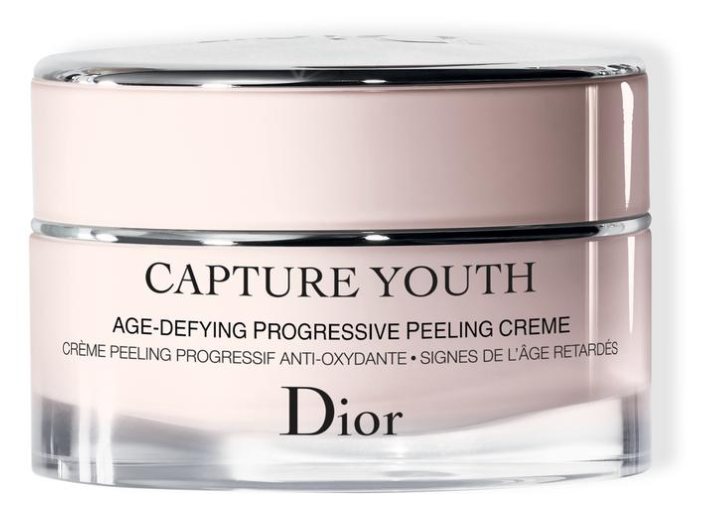 CAPTURE YOUTH
AGE-DEFYING PROGRESSIVE PEELING CREME
CRÈME PEELING PROGRESSIF ANTI-OXYDANTE • SIGNES DE L'ÂGE RETARDÉS
Dior